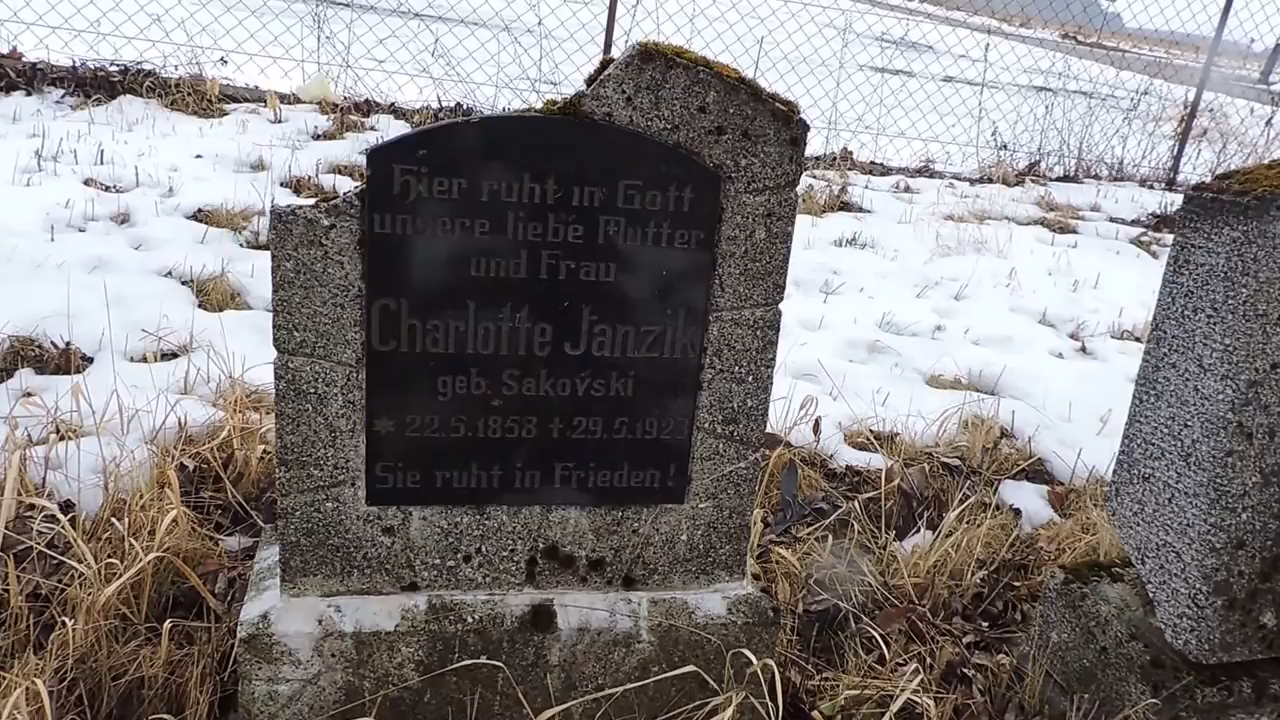 Hier ruht in Gott
unsere liebe Mutter
und Frau
Charlotte Janzik
geb. Sakovski
* 22.5.1858 + 29.5.1923
Sie ruht in Frieden!